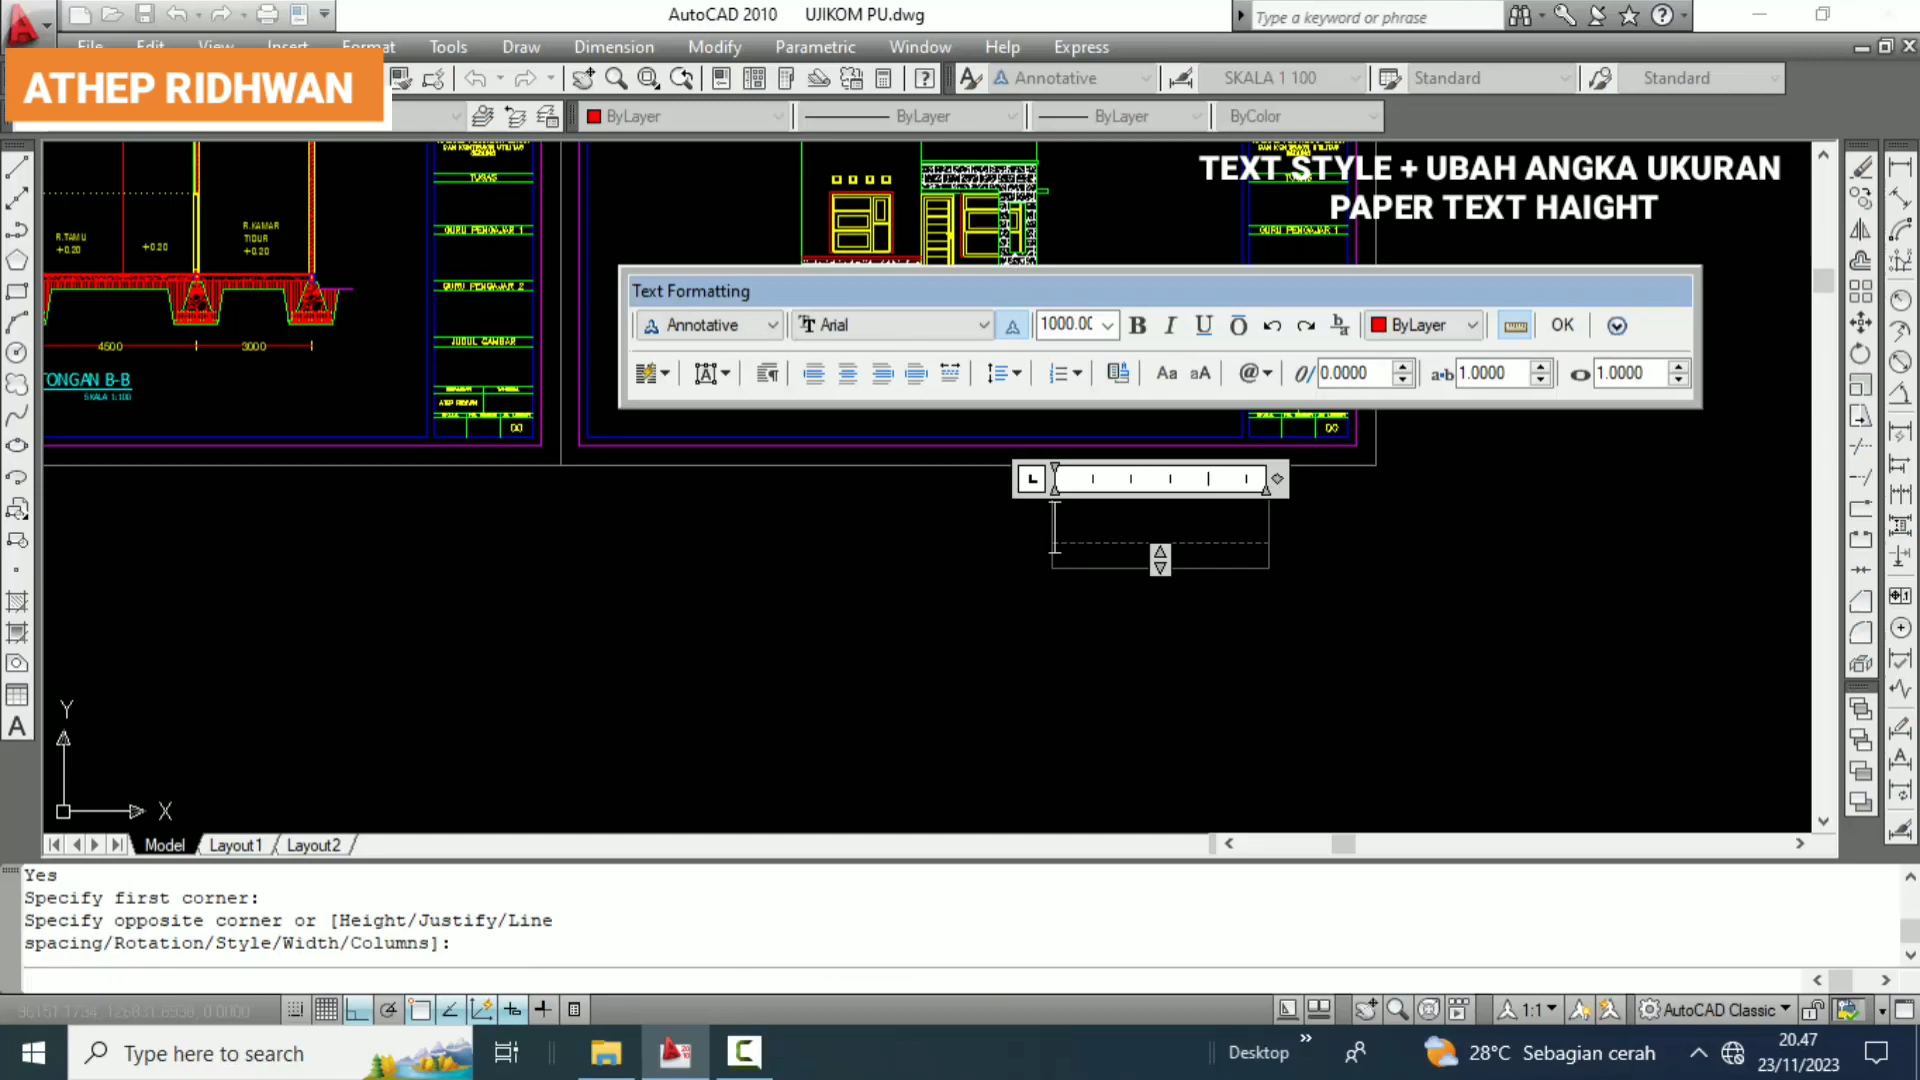 AutoCAD 2010 UJIKOM PU.dwg
Type a keyword or phrase
File Edit View Insert Format Tools Draw Dimension Modify Parametric Window Help Express
ATHEP RIDHWAN
Annotative SKALA 1 100 Standard Standard
ByLayer ByLayer ByLayer ByColor
TEXT STYLE + UBAH ANGKA UKURAN
PAPER TEXT HAIGHT
TUGAS
R.TAMU
+0.20
+0.20
R.KAMAR
TIDUR
+0.20
GURU PENGAJAR 1
GURU PENGAJAR 1
GURU PENGAJAR 2
JUDUL GAMBAR
4500 3000
TONGAN B-B
SKALA 1:100
Text Formatting
Annotative Arial 1000.00 B I U O ByLayer OK
0.0000 1.0000 1.0000
Y
X
Model Layout1 Layout2
Yes
Specify first corner:
Specify opposite corner or [Height/Justify/Line
spacing/Rotation/Style/Width/Columns]:
1:1 AutoCAD Classic
Type here to search
Desktop
28°C Sebagian cerah
20.47
23/11/2023